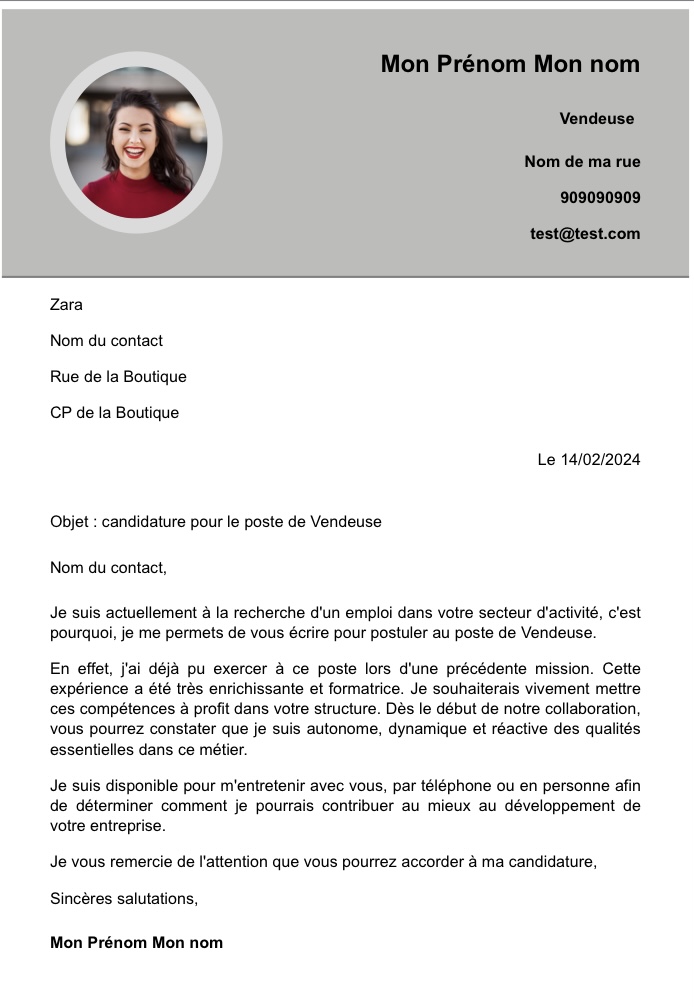 Mon Prénom Mon nom
Vendeuse
Nom de ma rue
909090909
test@test.com
Zara
Nom du contact
Rue de la Boutique
CP de la Boutique
Le 14/02/2024
Objet : candidature pour le poste de Vendeuse
Nom du contact,
Je suis actuellement à la recherche d'un emploi dans votre secteur d'activité, c'est
pourquoi, je me permets de vous écrire pour postuler au poste de Vendeuse.
En effet, j'ai déjà pu exercer à ce poste lors d'une précédente mission. Cette
expérience a été très enrichissante et formatrice. Je souhaiterais vivement mettre
ces compétences à profit dans votre structure. Dès le début de notre collaboration,
vous pourrez constater que je suis autonome, dynamique et réactive des qualités
essentielles dans ce métier.
Je suis disponible pour m'entretenir avec vous, par téléphone ou en personne afin
de déterminer comment je pourrais contribuer au mieux au développement de
votre entreprise.
Je vous remercie de l'attention que vous pourrez accorder à ma candidature,
Sincères salutations,
Mon Prénom Mon nom